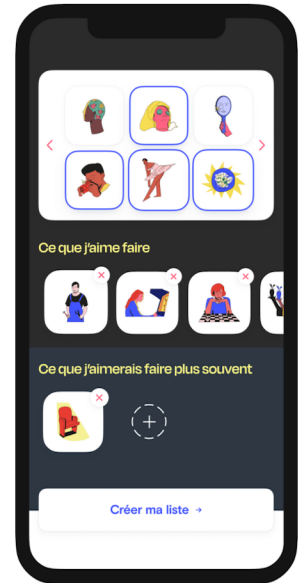 Ce que j'aime faire
Ce que j'aimerais faire plus souvent
Créer ma liste →